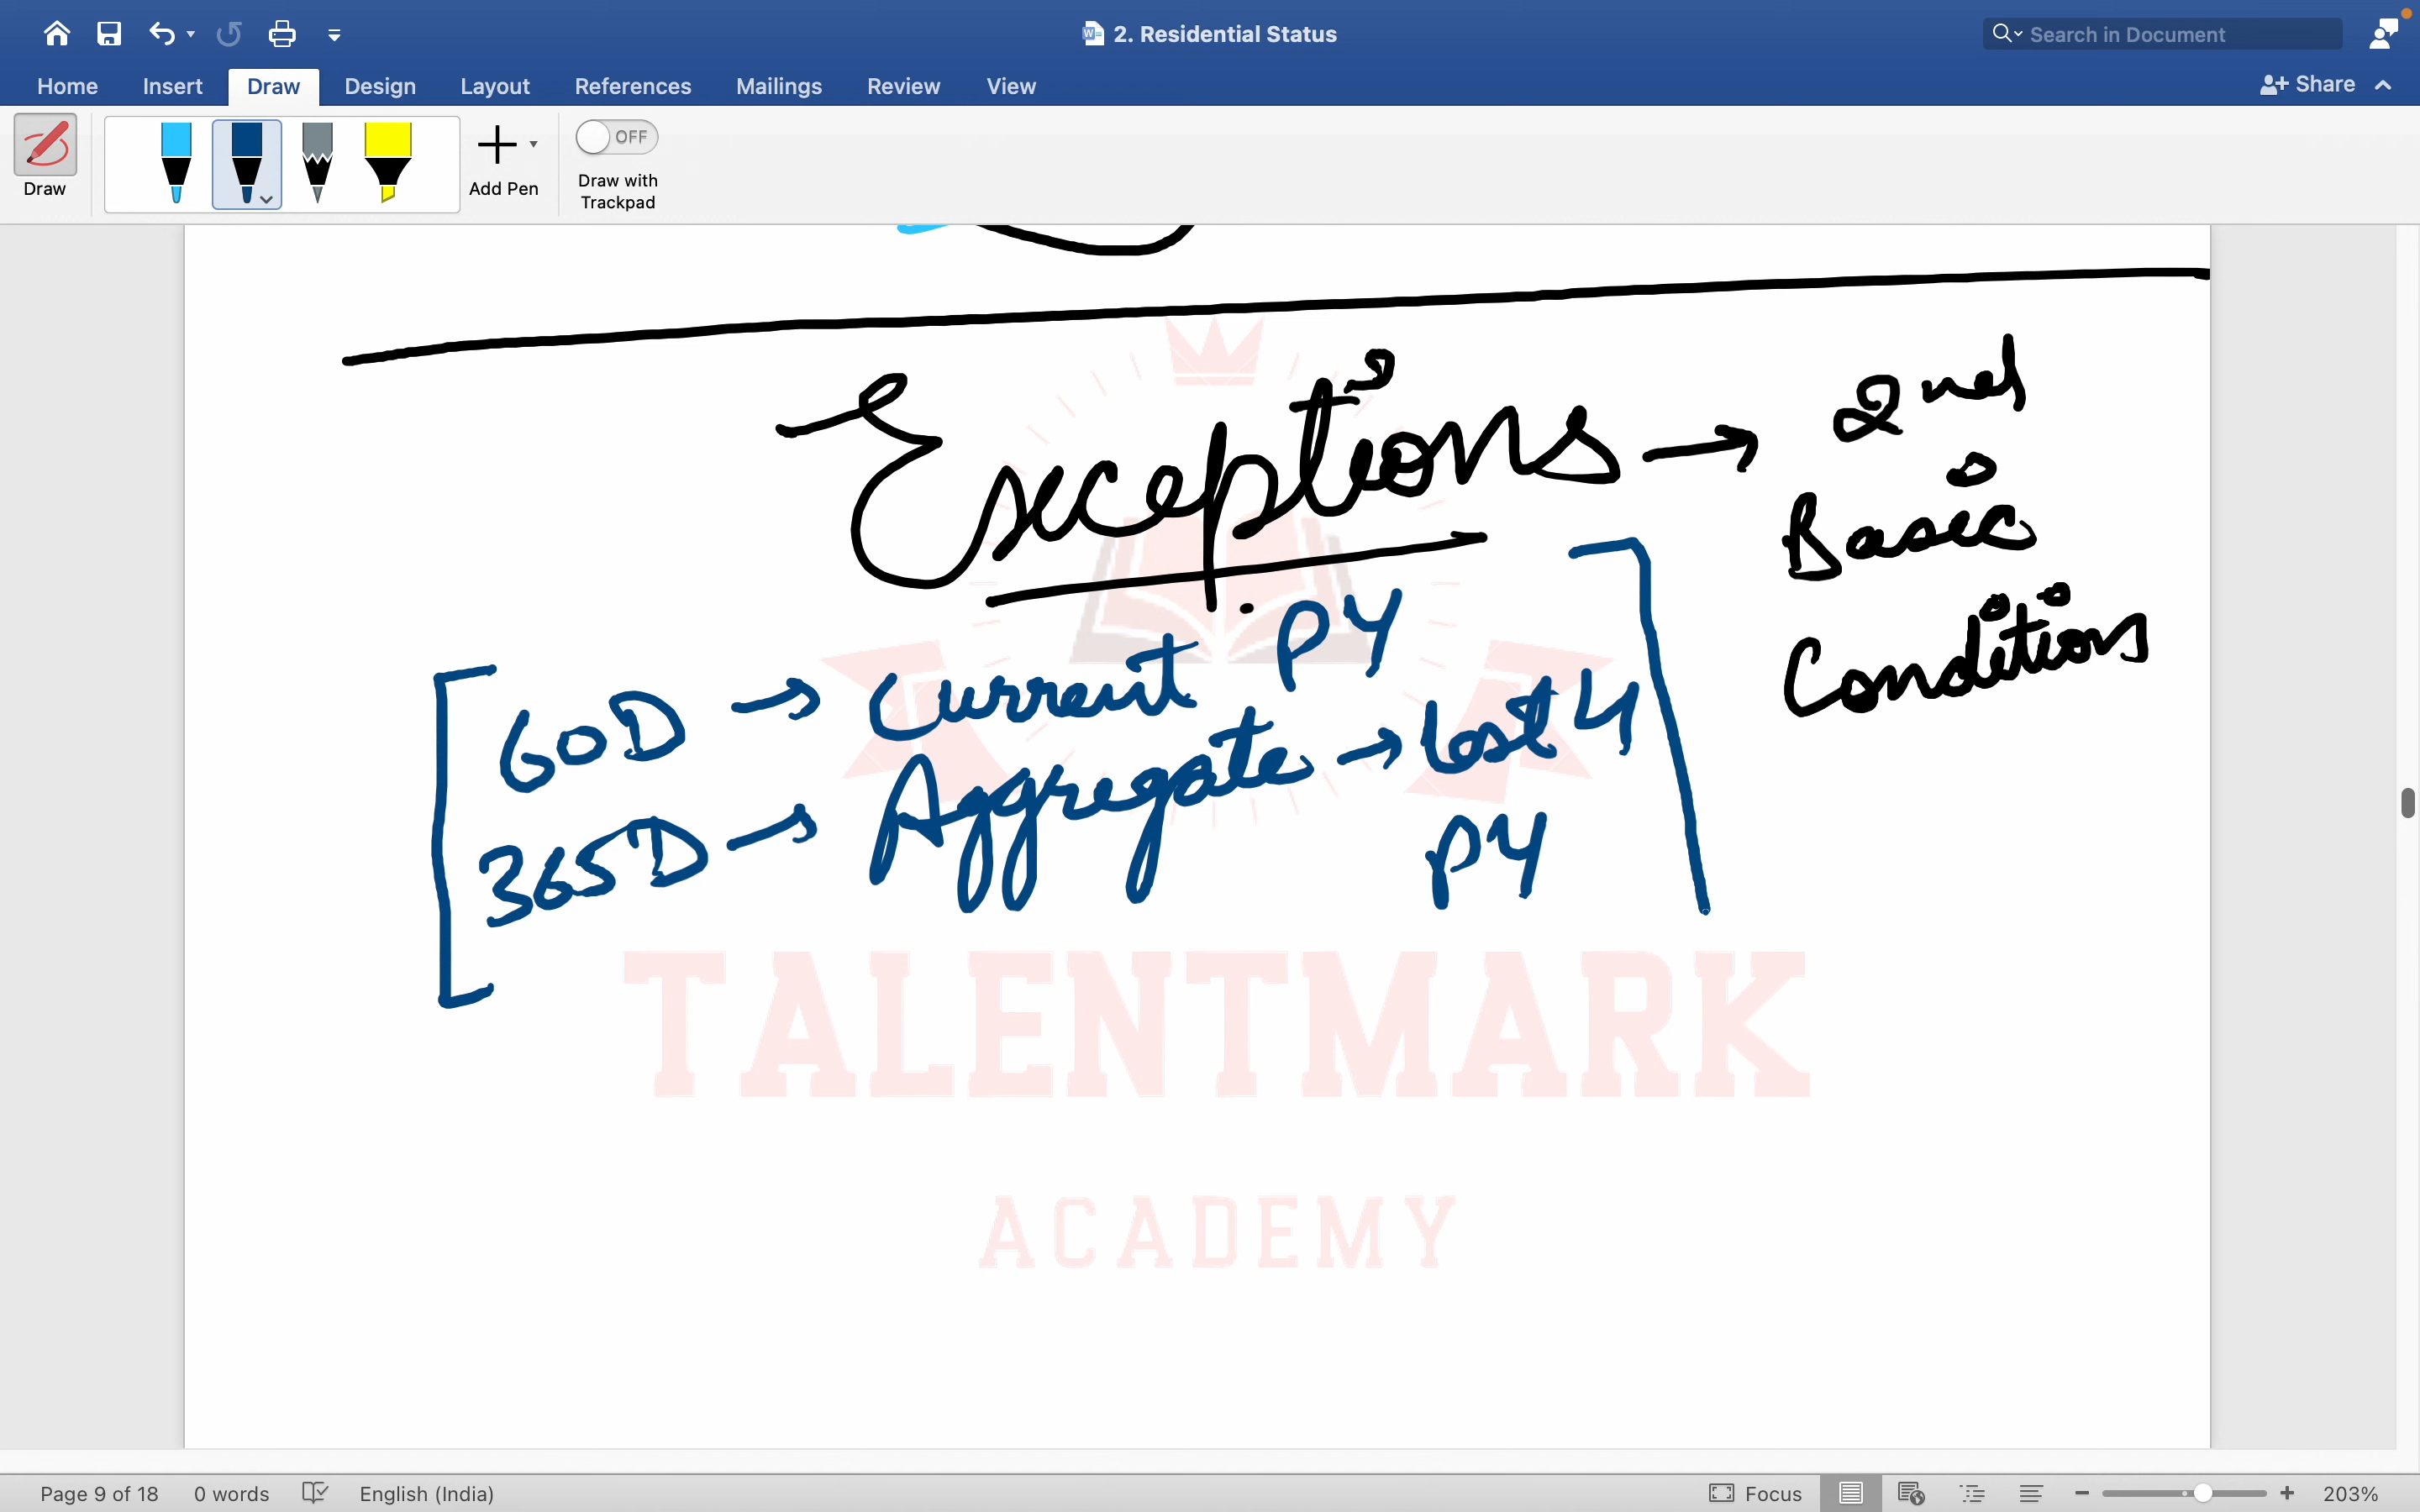 2. Residential Status
Search in Document
Home Insert Draw Design Layout References Mailings Review View
Share
OFF
Draw
Add Pen
Draw with
Trackpad
Exceptions → 2nd
Basic
Conditions
60D → Current PY
365D → Aggregate → last 4
PY
TALENTMARK
ACADEMY
Page 9 of 18 0 words English (India) Focus 203%